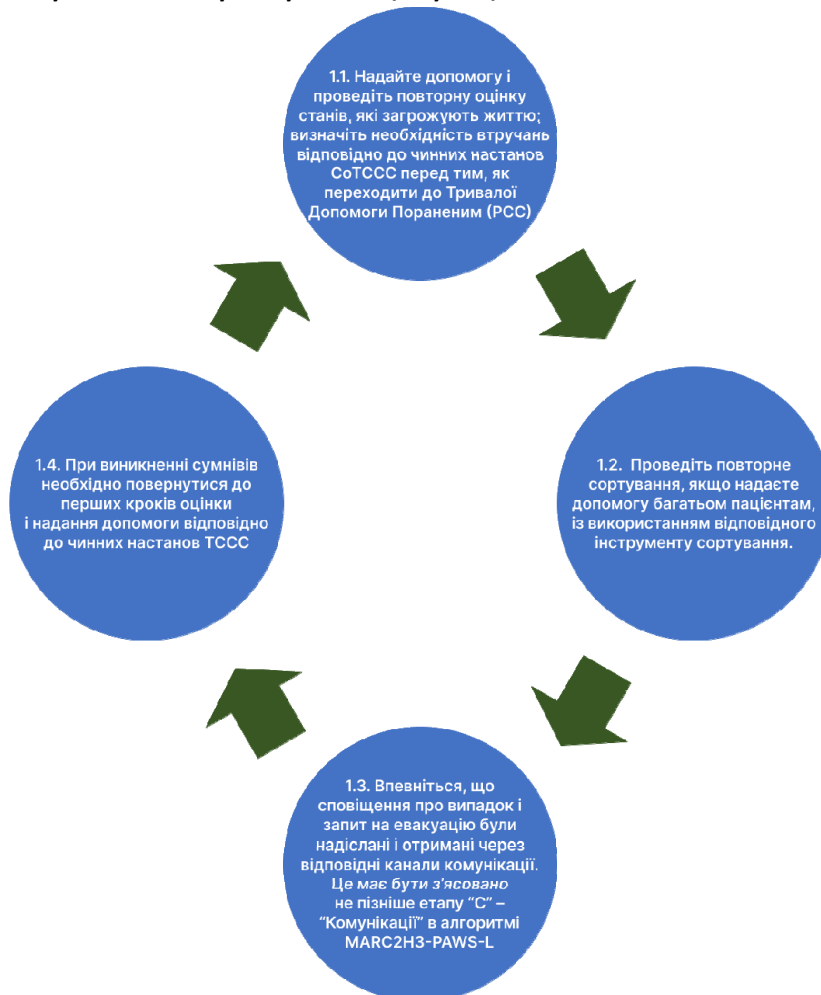 1.1. Надайте допомогу і
проведіть повторну оцінку
станів, які загрожують життю;
визначіть необхідність втручань
відповідно до чинних настанов
CoTCCC перед тим, як
переходити до Тривалої
Допомоги Пораненим (PCC)
1.2. Проведіть повторне
сортування, якщо надаєте
допомогу багатьом пацієнтам,
із використанням відповідного
інструменту сортування.
1.3. Впевніться, що
сповіщення про випадок і
запит на евакуацію були
надіслані і отримані через
відповідні канали комунікації.
Це має бути з'ясовано
не пізніше етапу “C” –
“Комунікації” в алгоритмі
MARC2H3-PAWS-L
1.4. При виникненні сумнівів
необхідно повернутися до
перших кроків оцінки
і надання допомоги відповідно
до чинних настанов TCCC